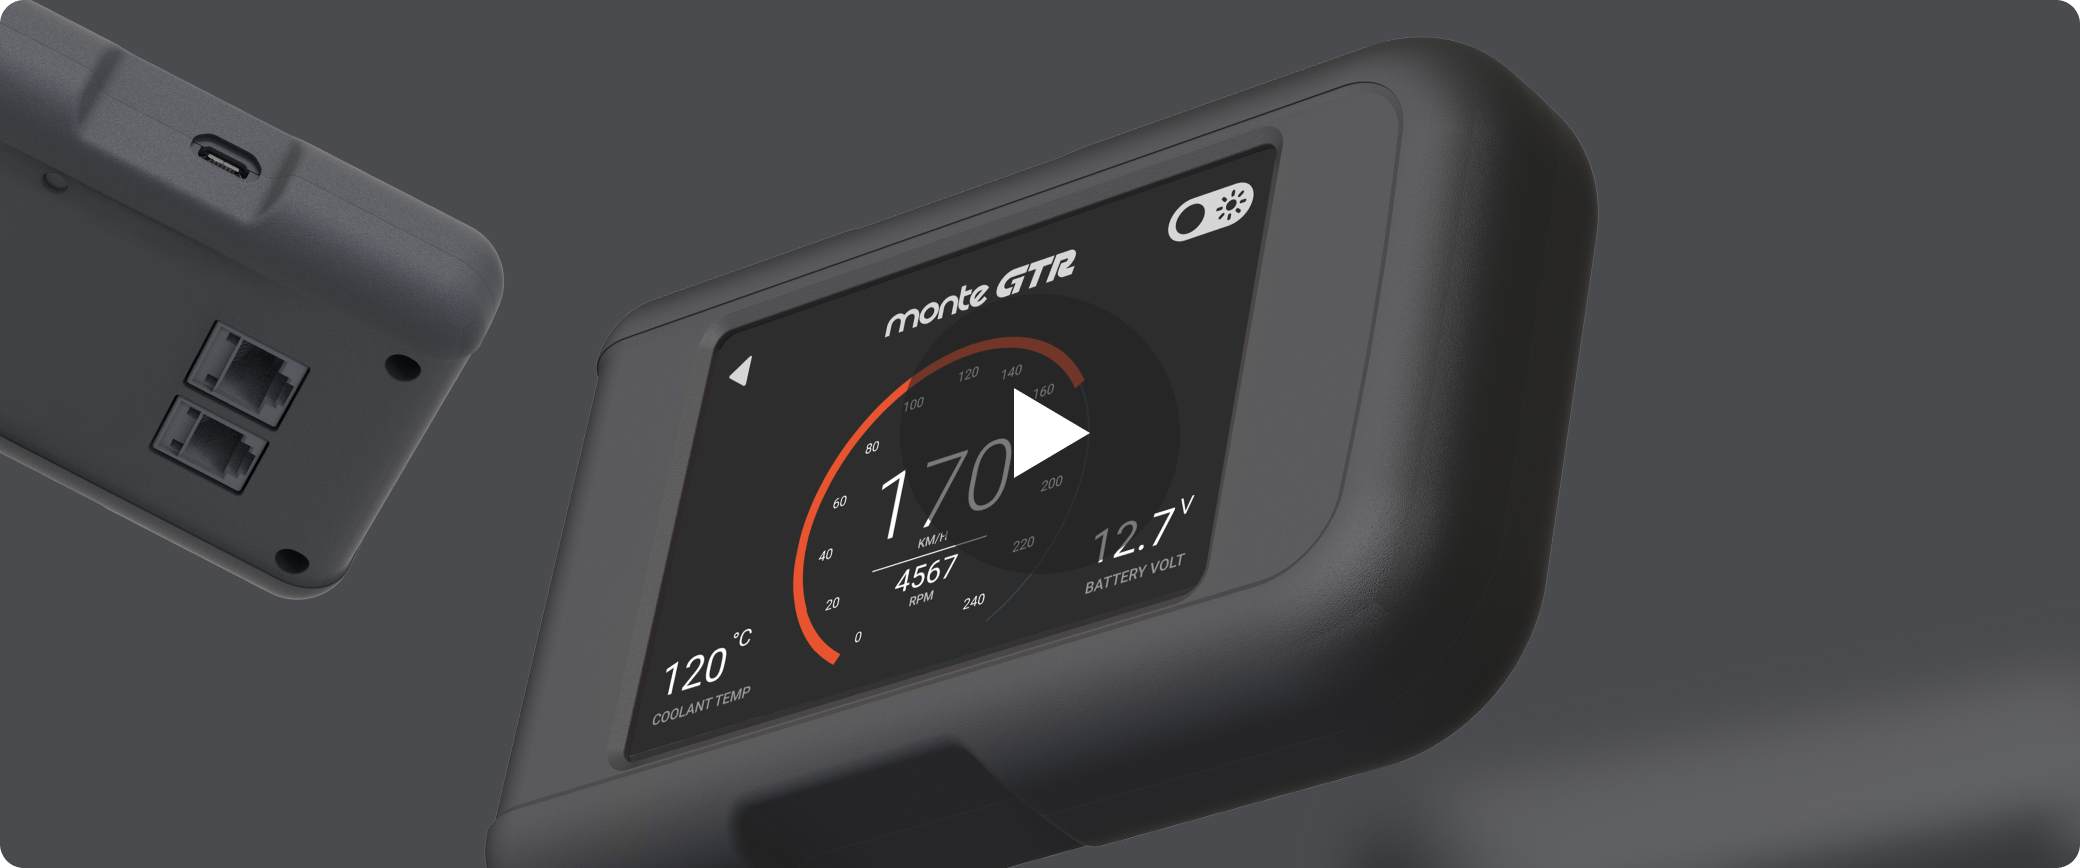 monte GTR
120 140
100 160
80
170
60 200
KM/H
40 220
4567
RPM
20 240
0
12.7 V
BATTERY VOLT
120 °C
COOLANT TEMP